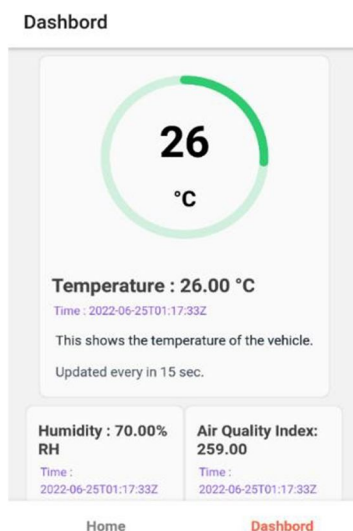 Dashbord
26
°C
Temperature : 26.00 °C
Time : 2022-06-25T01:17:33Z
This shows the temperature of the vehicle.
Updated every in 15 sec.
Humidity : 70.00%
RH
Time :
2022-06-25T01:17:33Z
Air Quality Index:
259.00
Time :
2022-06-25T01:17:33Z
Home
Dashbord